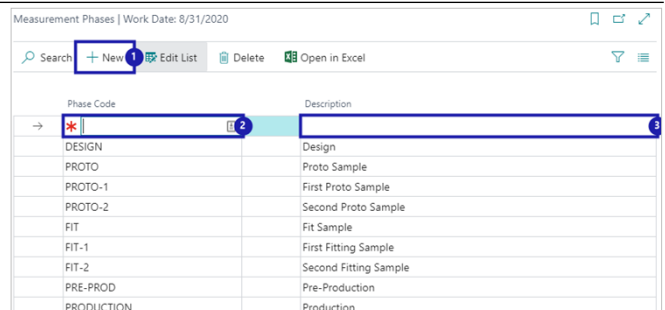 Measurement Phases | Work Date: 8/31/2020
Search + New 1 Edit List Delete Open in Excel
Phase Code Description
* 2 3
DESIGN Design
PROTO Proto Sample
PROTO-1 First Proto Sample
PROTO-2 Second Proto Sample
FIT Fit Sample
FIT-1 First Fitting Sample
FIT-2 Second Fitting Sample
PRE-PROD Pre-Production
PRODUCTION Production